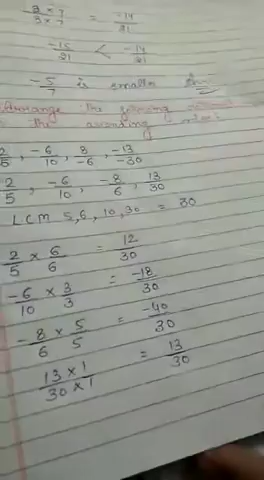 × 7 / 3 × 7 = -14/21
-15/21 < -14/21
-5/7 is smaller
Arrange the following
the ascending order
2/5, -6/10, 8/-6, -13/-30
2/5, -6/10, -8/6, 13/30
LCM 5,6,10,30 = 30
2/5 × 6/6 = 12/30
-6/10 × 3/3 = -18/30
-8/6 × 5/5 = -40/30
13 × 1 / 30 × 1 = 13/30